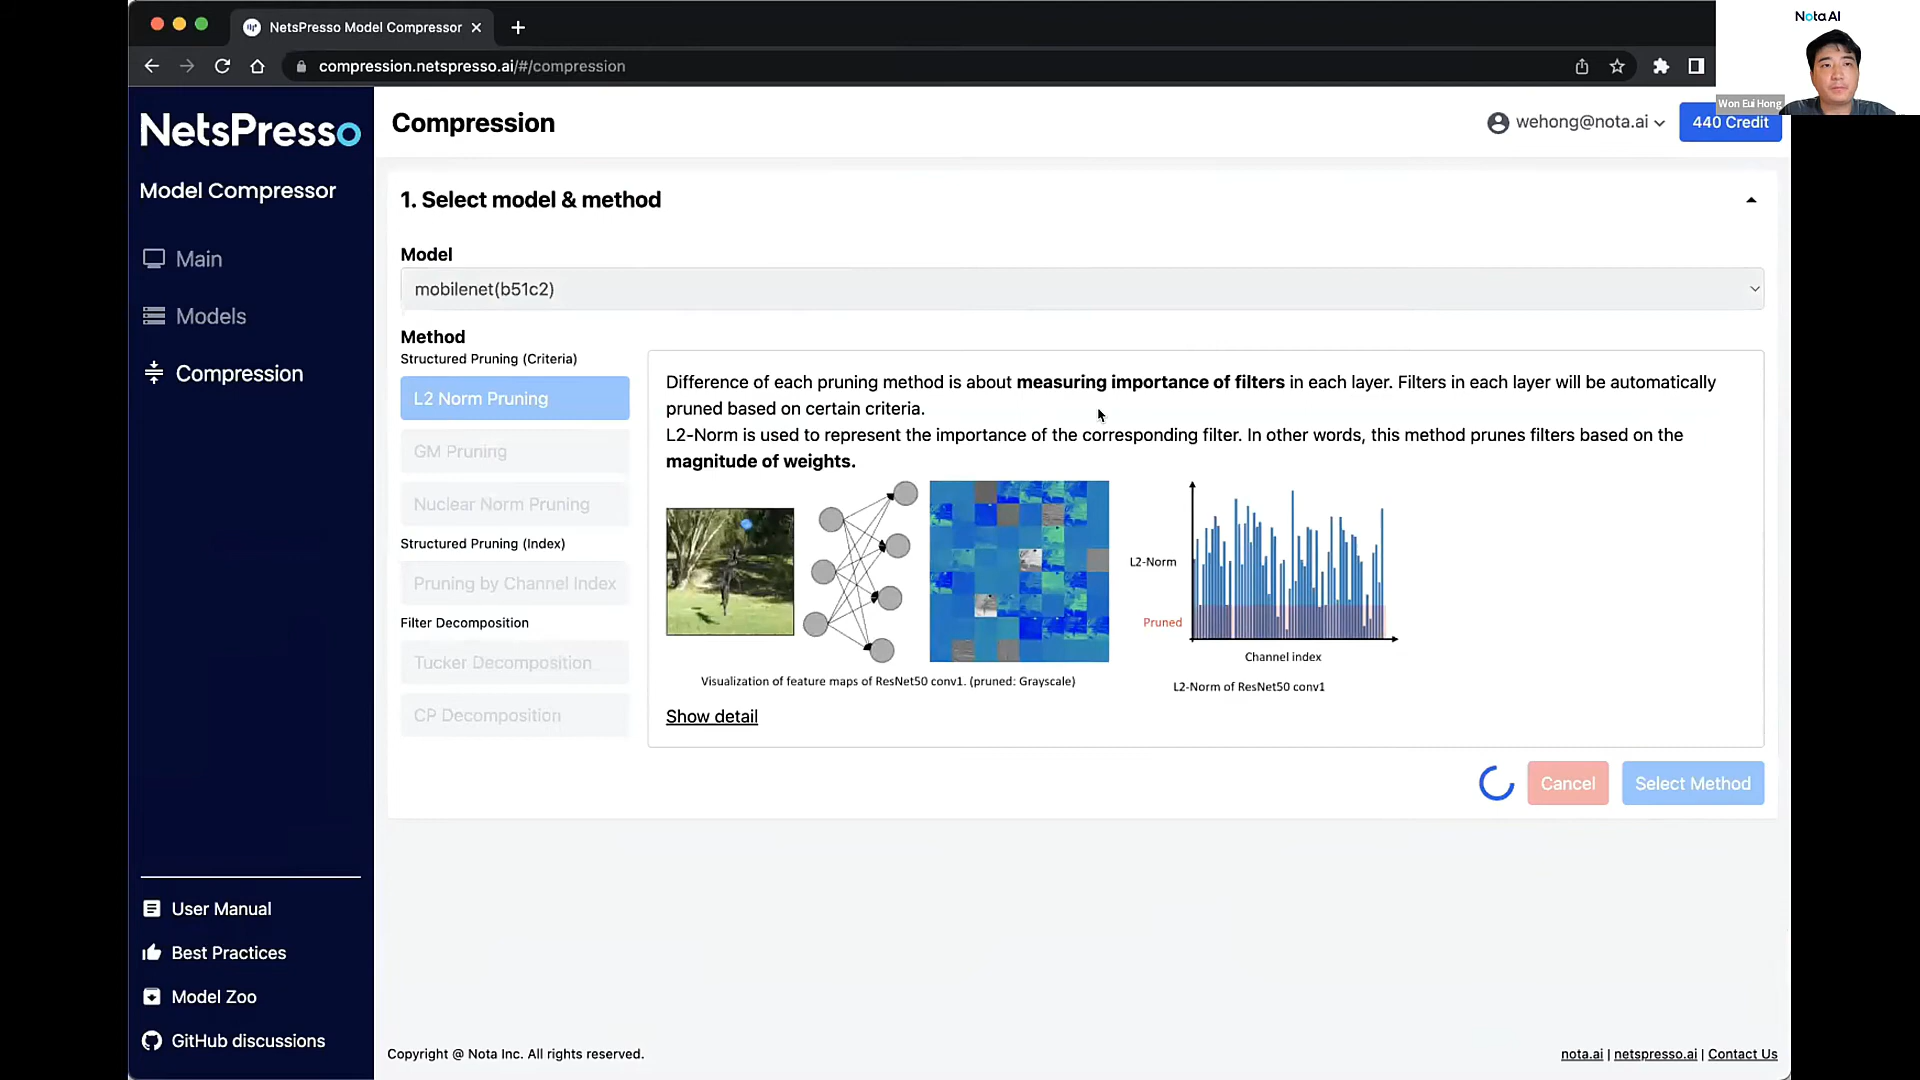 NetsPresso Model Compressor
compression.netspresso.ai/#/compression
Nota AI
Won Eui Hong
NetsPresso
Model Compressor
Main
Models
Compression
User Manual
Best Practices
Model Zoo
GitHub discussions
Compression
wehong@nota.ai
440 Credit
1. Select model & method
Model
mobilenet(b51c2)
Method
Structured Pruning (Criteria)
L2 Norm Pruning
GM Pruning
Nuclear Norm Pruning
Structured Pruning (Index)
Pruning by Channel Index
Filter Decomposition
Tucker Decomposition
CP Decomposition
Difference of each pruning method is about measuring importance of filters in each layer. Filters in each layer will be automatically
pruned based on certain criteria.
L2-Norm is used to represent the importance of the corresponding filter. In other words, this method prunes filters based on the
magnitude of weights.
L2-Norm
Pruned
Channel index
Visualization of feature maps of ResNet50 conv1. (pruned: Grayscale)
L2-Norm of ResNet50 conv1
Show detail
Cancel
Select Method
Copyright @ Nota Inc. All rights reserved.
nota.ai | netspresso.ai | Contact Us